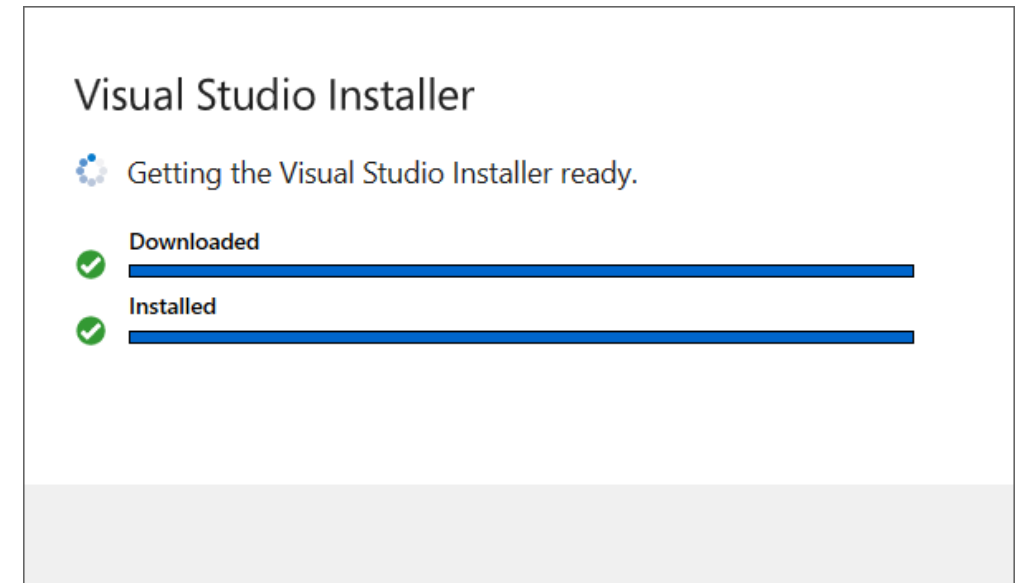 Visual Studio Installer
Getting the Visual Studio Installer ready.
Downloaded
Installed